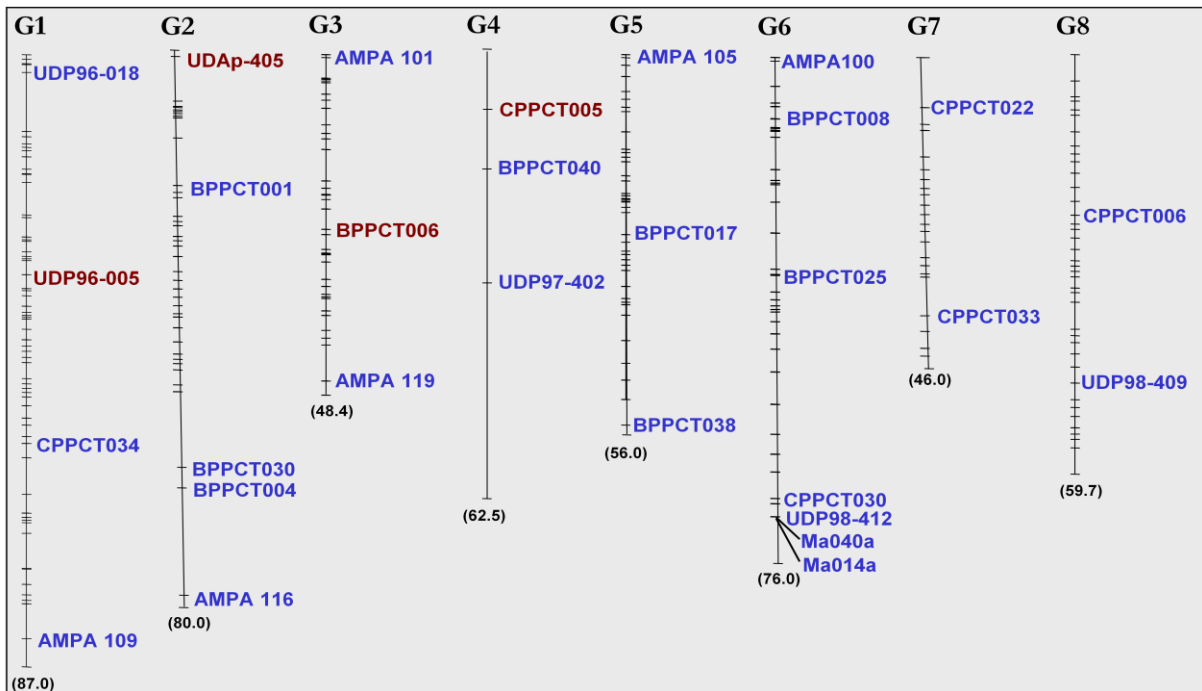 G1 G2 G3 G4 G5 G6 G7 G8
UDP96-018
UDP96-005
CPPCT034
AMPA 109
(87.0)
UDAp-405
BPPCT001
BPPCT030
BPPCT004
AMPA 116
(80.0)
AMPA 101
BPPCT006
AMPA 119
(48.4)
CPPCT005
BPPCT040
UDP97-402
(62.5)
AMPA 105
BPPCT017
BPPCT038
(56.0)
AMPA100
BPPCT008
BPPCT025
CPPCT030
UDP98-412
Ma040a
Ma014a
(76.0)
CPPCT022
CPPCT033
(46.0)
CPPCT006
UDP98-409
(59.7)